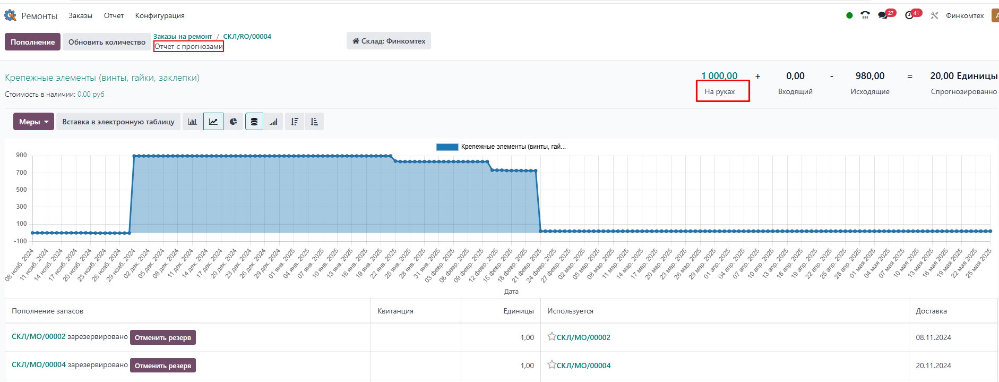 Ремонты Заказы Отчет Конфигурация 27 41 Финкомтех А
Пополнение Обновить количество Заказы на ремонт / СКЛ/RO/00004
Отчет с прогнозами
Склад: Финкомтех
Крепежные элементы (винты, гайки, заклепки)
Стоимость в наличии: 0.00 руб
1 000,00 + 0,00 - 980,00 = 20,00 Единицы
На руках Входящий Исходящие Спрогнозированно
Меры Вставка в электронную таблицу
Крепежные элементы (винты, гай...
900
700
500
300
100
-100
08 нояб. 2024 11 нояб. 2024 14 нояб. 2024 17 нояб. 2024 20 нояб. 2024 23 нояб. 2024 26 нояб. 2024 29 нояб. 2024 02 дек. 2024 05 дек. 2024 08 дек. 2024 11 дек. 2024 14 дек. 2024 17 дек. 2024 20 дек. 2024 23 дек. 2024 26 дек. 2024 29 дек. 2024 01 янв. 2025 04 янв. 2025 07 янв. 2025 10 янв. 2025 13 янв. 2025 16 янв. 2025 19 янв. 2025 22 янв. 2025 25 янв. 2025 28 янв. 2025 31 янв. 2025 03 февр. 2025 06 февр. 2025 09 февр. 2025 12 февр. 2025 15 февр. 2025 18 февр. 2025 21 февр. 2025 24 февр. 2025 27 февр. 2025 02 мар. 2025 05 мар. 2025 08 мар. 2025 11 мар. 2025 14 мар. 2025 17 мар. 2025 20 мар. 2025 23 мар. 2025 26 мар. 2025 29 мар. 2025 01 апр. 2025 04 апр. 2025 07 апр. 2025 10 апр. 2025 13 апр. 2025 16 апр. 2025 19 апр. 2025 22 апр. 2025 25 апр. 2025 28 апр. 2025 01 мая 2025 04 мая 2025 07 мая 2025 10 мая 2025 13 мая 2025 16 мая 2025 19 мая 2025 22 мая 2025 25 мая 2025
Дата
Пополнение запасов Квитанция Единицы Используется Доставка
СКЛ/МО/00002 зарезервировано Отменить резерв 1,00 СКЛ/МО/00002 08.11.2024
СКЛ/МО/00004 зарезервировано Отменить резерв 1,00 СКЛ/МО/00004 20.11.2024